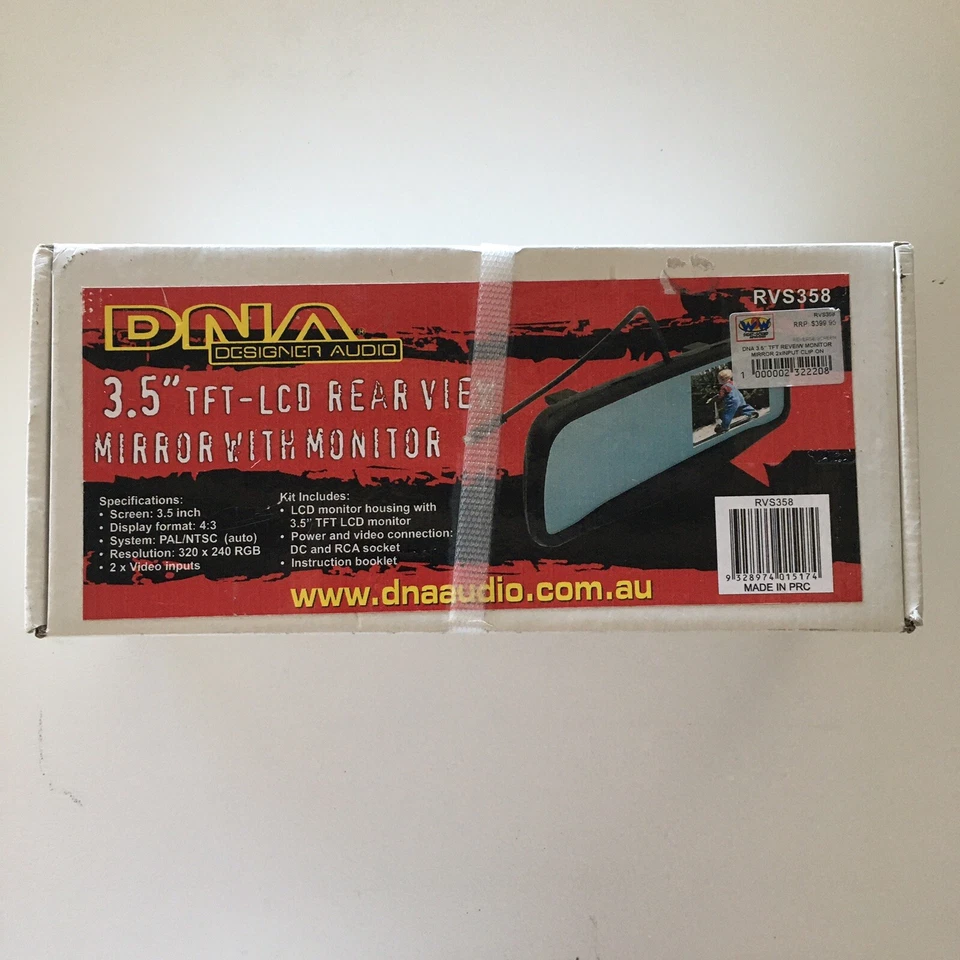 DNA
DESIGNER AUDIO
3.5” TFT-LCD REAR VIEW
MIRROR WITH MONITOR
Specifications:
• Screen: 3.5 inch
• Display format: 4:3
• System: PAL/NTSC (auto)
• Resolution: 320 x 240 RGB
• 2 x Video inputs
Kit Includes:
• LCD monitor housing with
3.5" TFT LCD monitor
• Power and video connection:
DC and RCA socket
• Instruction booklet
www.dnaaudio.com.au
RVS358
RVS358
RRP: $399.95
DNA 3.5" TFT REVEIW MONITOR
MIRROR 2xINPUT CLIP ON
1 000002 322208
RVS358
9 328974 015174
MADE IN PRC